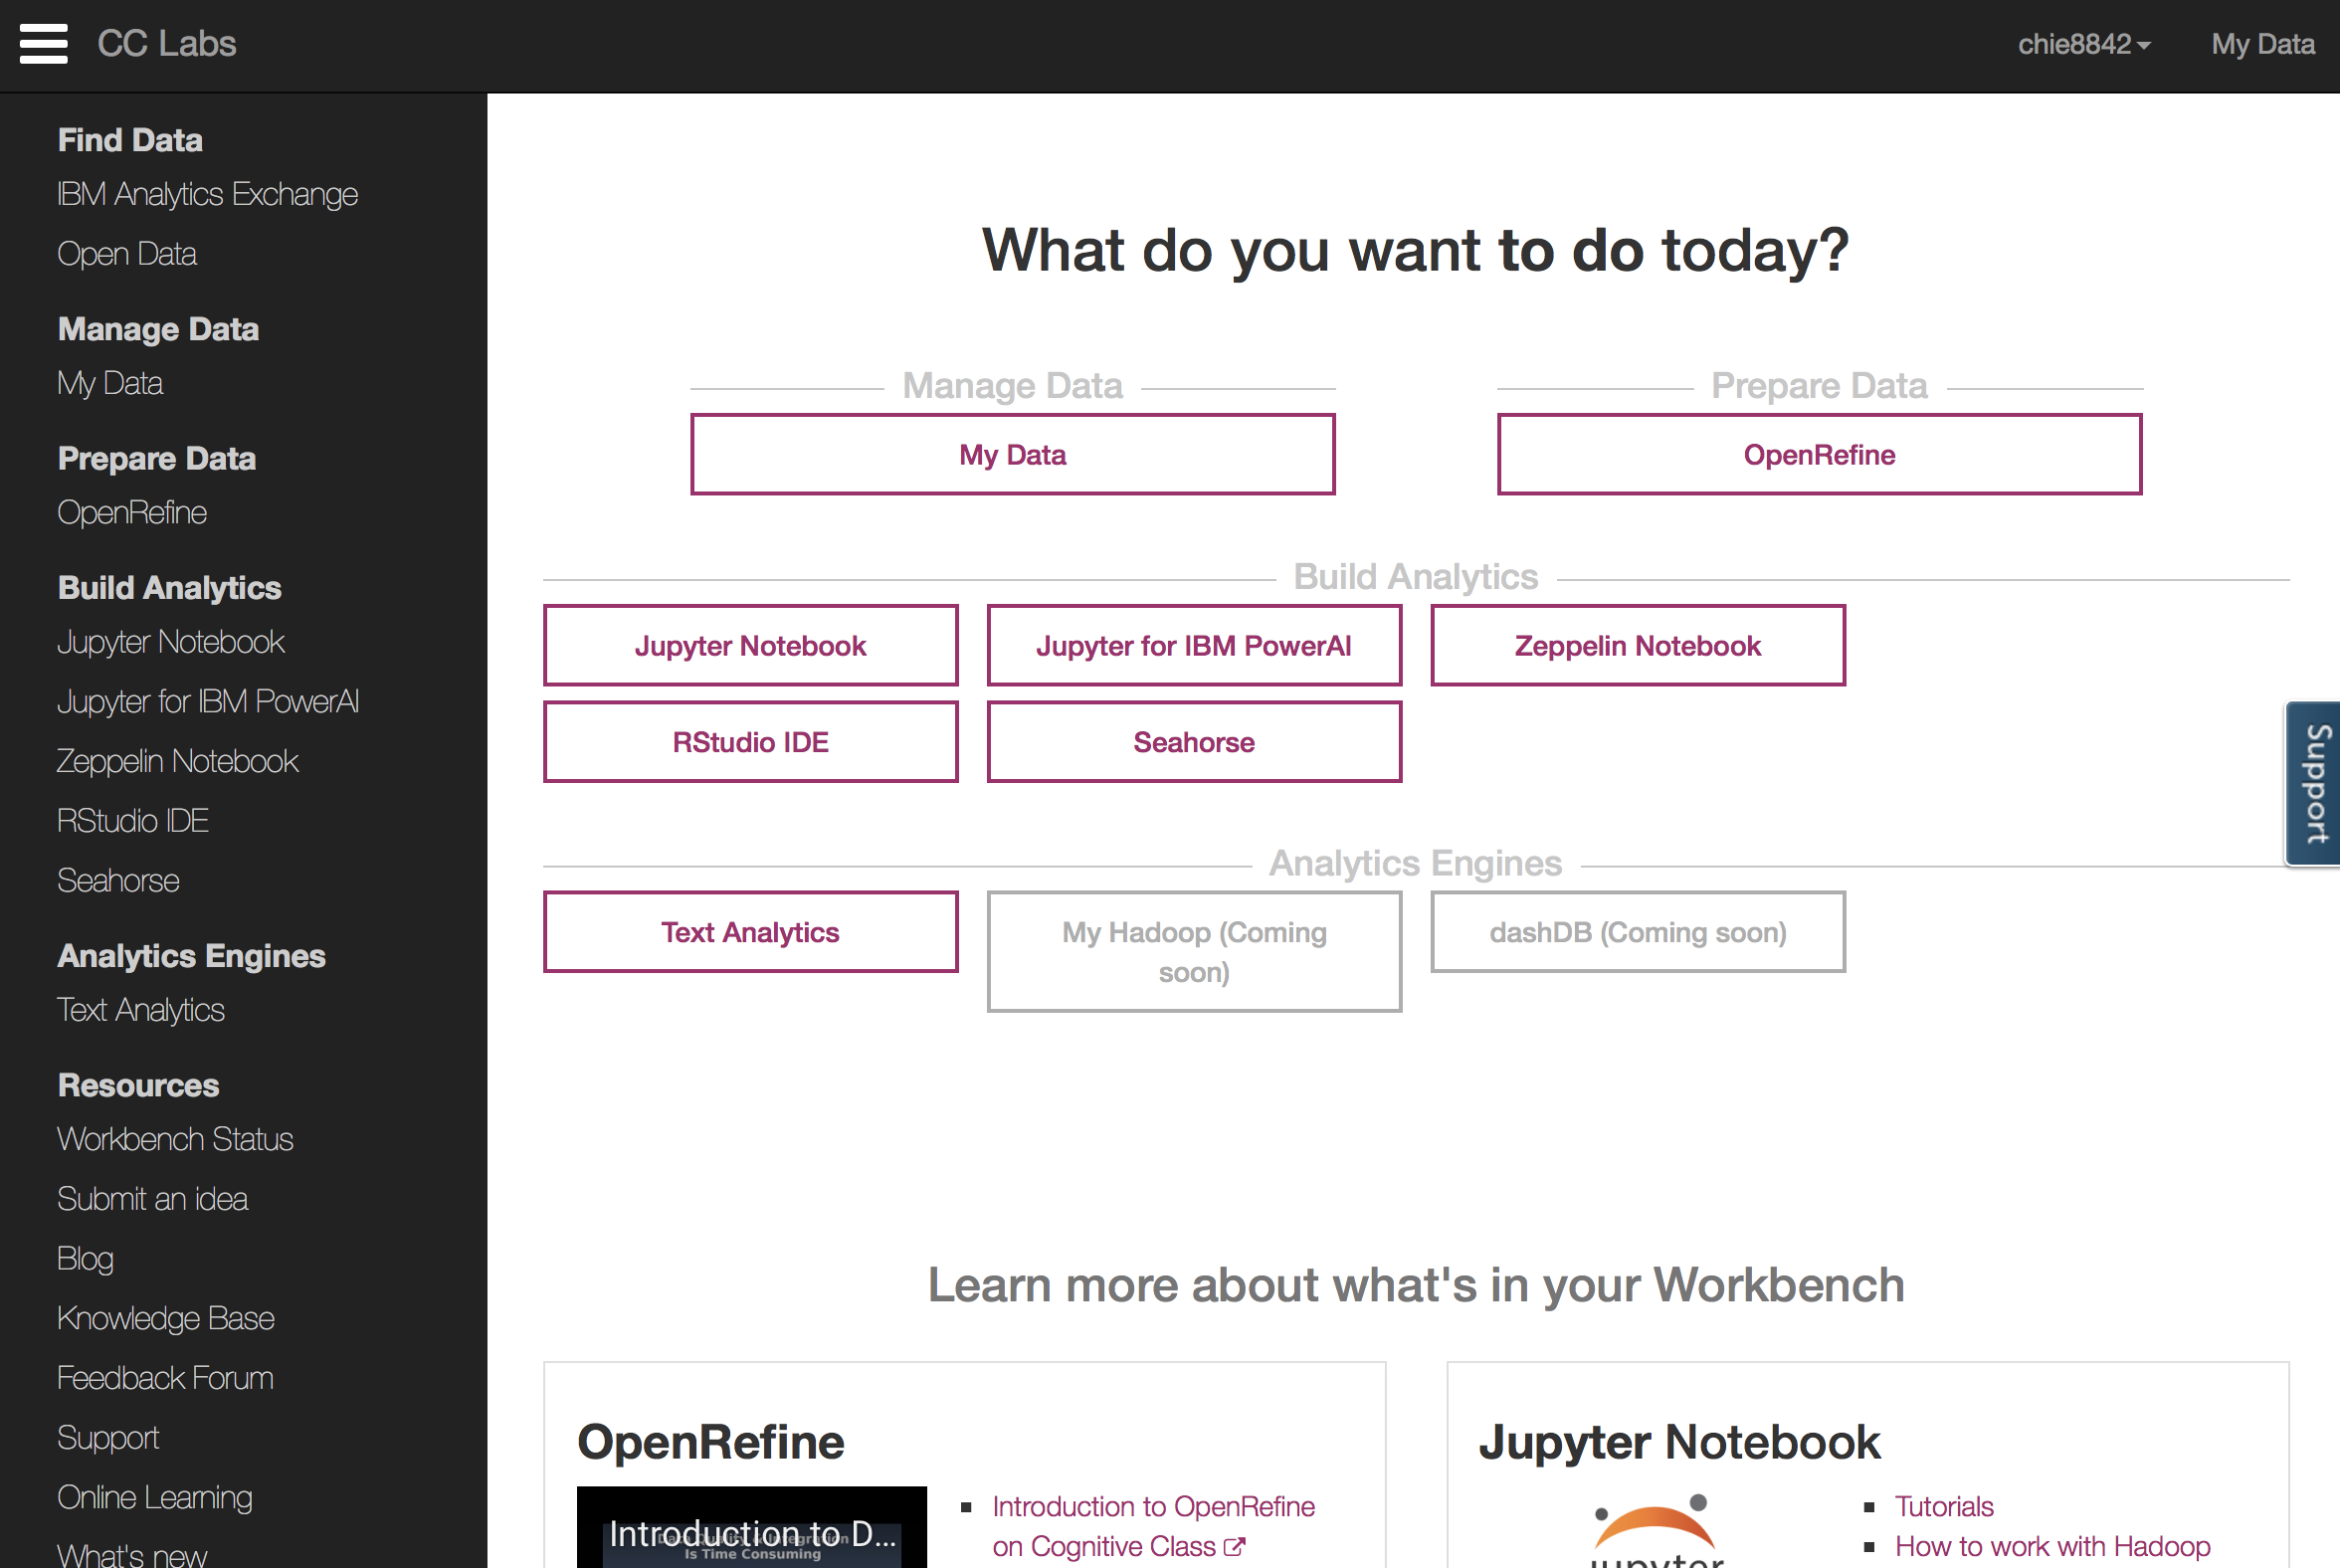 CC Labs
chie8842
My Data
Find Data
IBM Analytics Exchange
Open Data
Manage Data
My Data
Prepare Data
OpenRefine
Build Analytics
Jupyter Notebook
Jupyter for IBM PowerAI
Zeppelin Notebook
RStudio IDE
Seahorse
Analytics Engines
Text Analytics
Resources
Workbench Status
Submit an idea
Blog
Knowledge Base
Feedback Forum
Support
Online Learning
What's new
What do you want to do today?
Manage Data
My Data
Prepare Data
OpenRefine
Build Analytics
Jupyter Notebook
Jupyter for IBM PowerAI
Zeppelin Notebook
RStudio IDE
Seahorse
Analytics Engines
Text Analytics
My Hadoop (Coming
soon)
dashDB (Coming soon)
Support
Learn more about what's in your Workbench
OpenRefine
Introduction to D...
Data Quality & Integration
Is Time Consuming
Introduction to OpenRefine
on Cognitive Class
Jupyter Notebook
jupyter
Tutorials
How to work with Hadoop